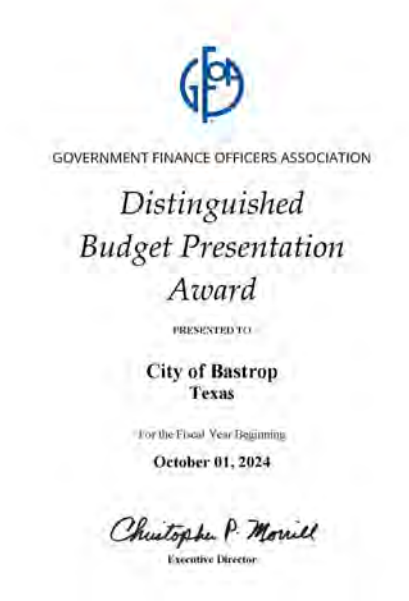 GFOA
GOVERNMENT FINANCE OFFICERS ASSOCIATION
Distinguished
Budget Presentation
Award
PRESENTED TO
City of Bastrop
Texas
For the Fiscal Year Beginning
October 01, 2024
Christopher P. Morrill
Executive Director